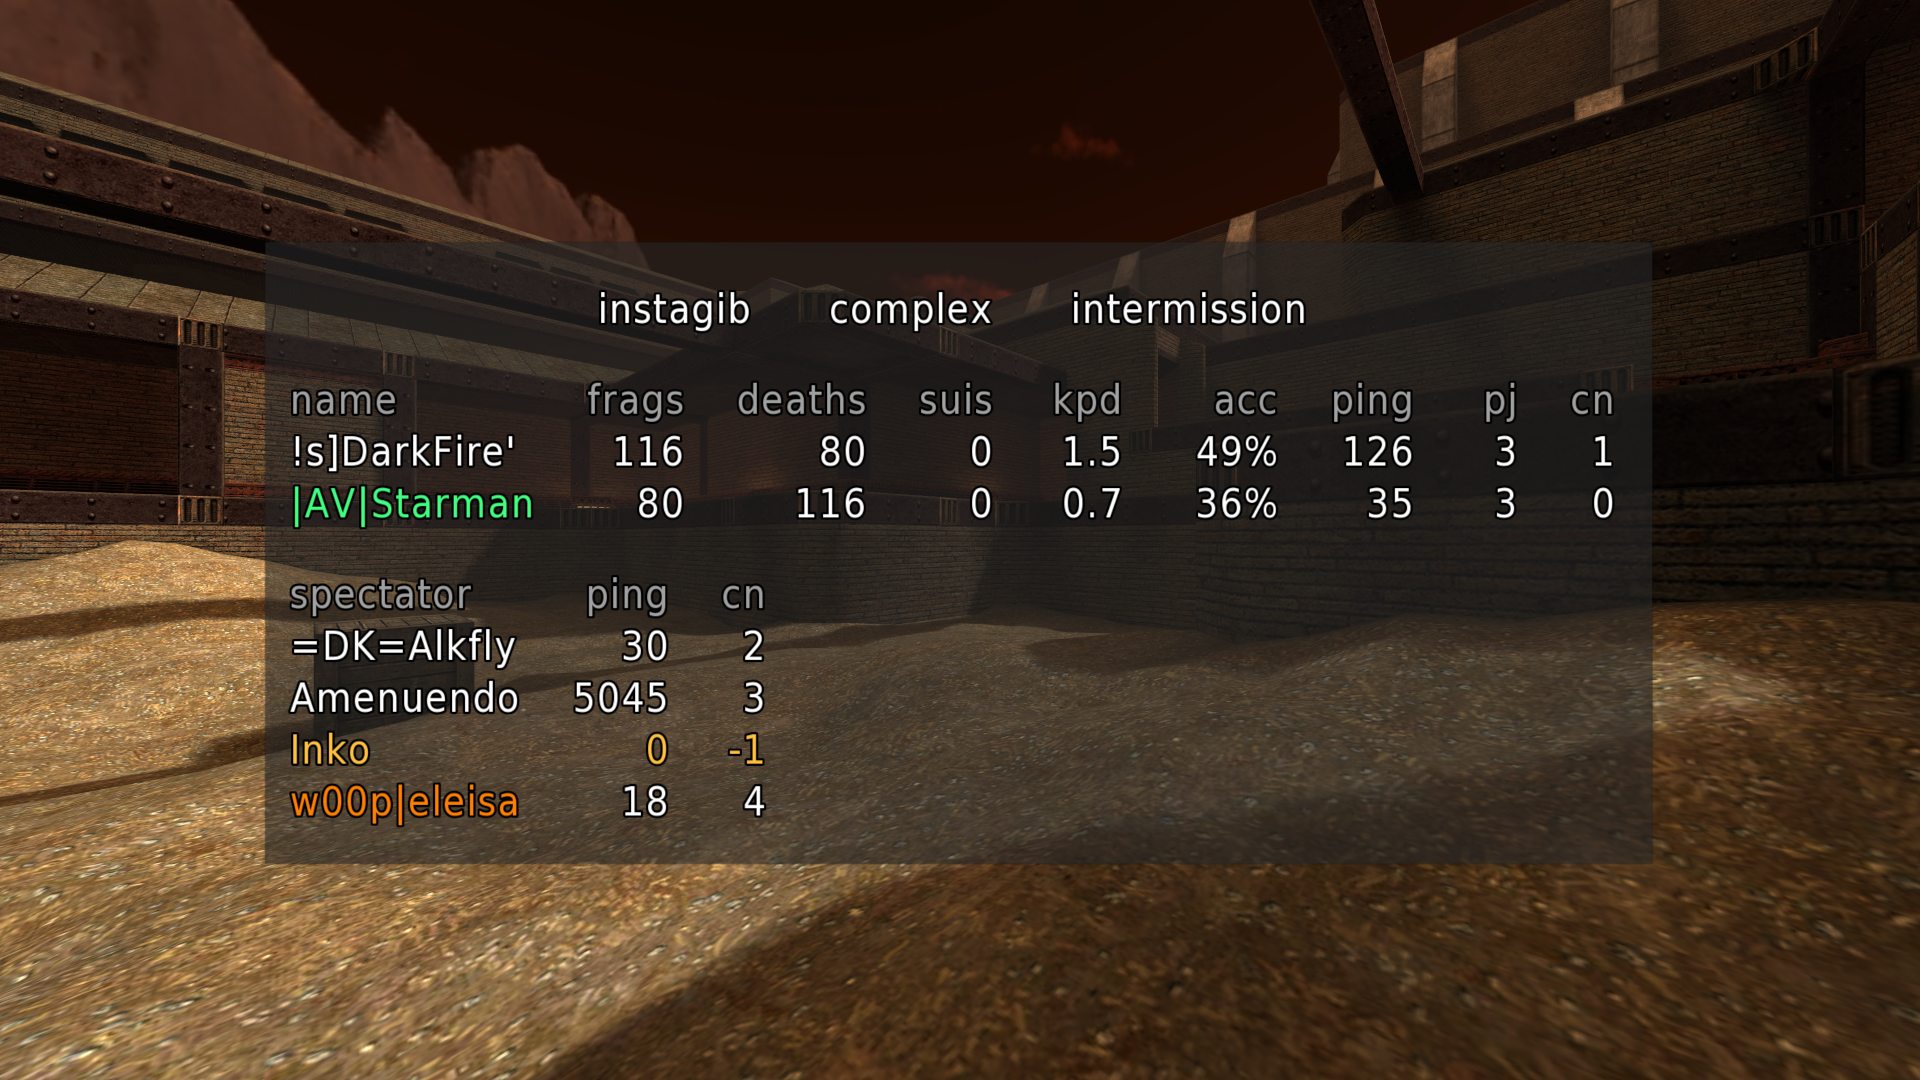 instagib complex intermission
name frags deaths suis kpd acc ping pj cn
!s]DarkFire' 116 80 0 1.5 49% 126 3 1
|AV|Starman 80 116 0 0.7 36% 35 3 0
spectator ping cn
=DK=Alkfly 30 2
Amenuendo 5045 3
Inko 0 -1
w00p|eleisa 18 4